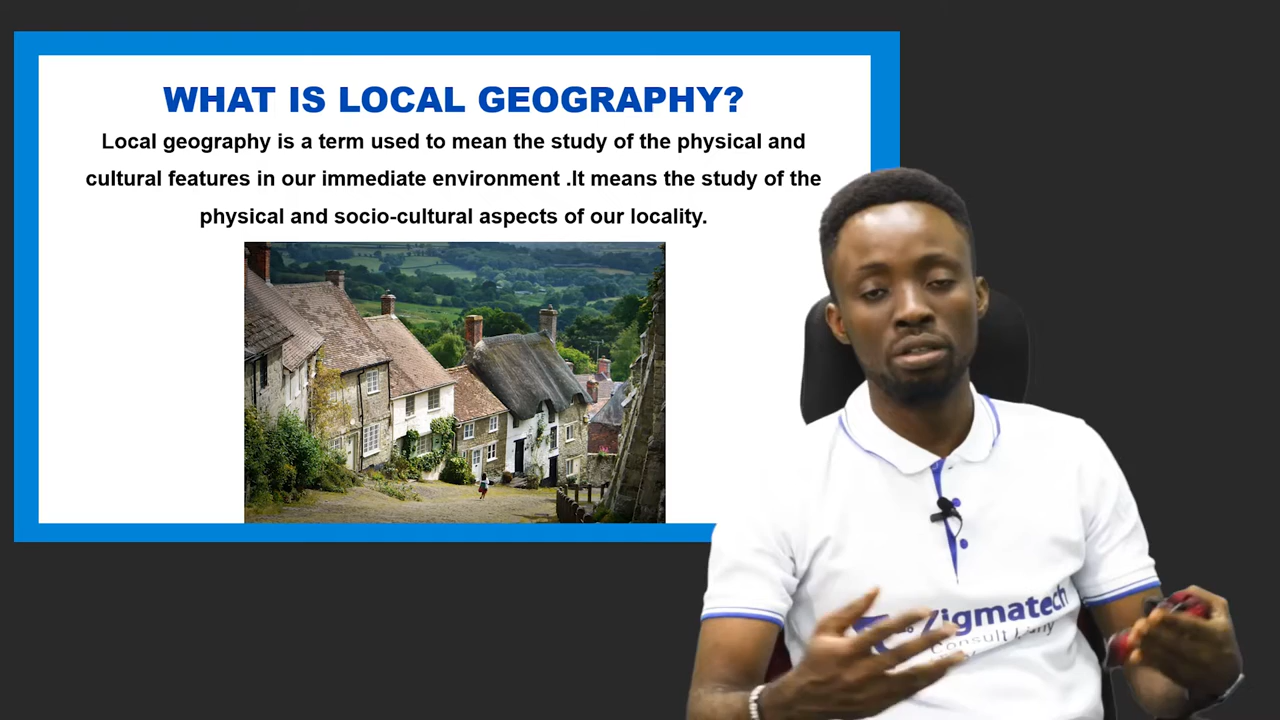 WHAT IS LOCAL GEOGRAPHY?
Local geography is a term used to mean the study of the physical and
cultural features in our immediate environment .It means the study of the
physical and socio-cultural aspects of our locality.
Zigmatech
Consult